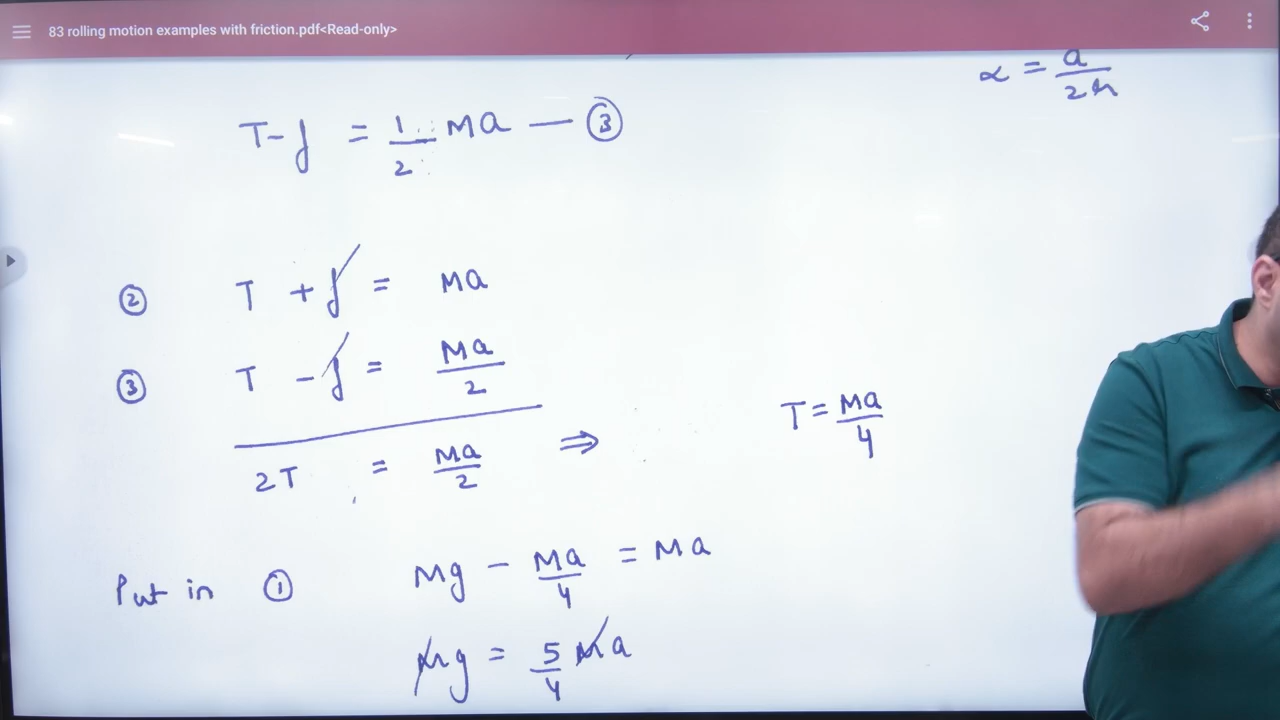 83 rolling motion examples with friction.pdf<Read-only>
α = a/2r
T - f = 1/2 Ma — ③
② T + f = Ma
③ T - f = Ma/2
2T = Ma/2 ⇒ T = Ma/4
Put in ① Mg - Ma/4 = Ma
Mg = 5/4 Ma